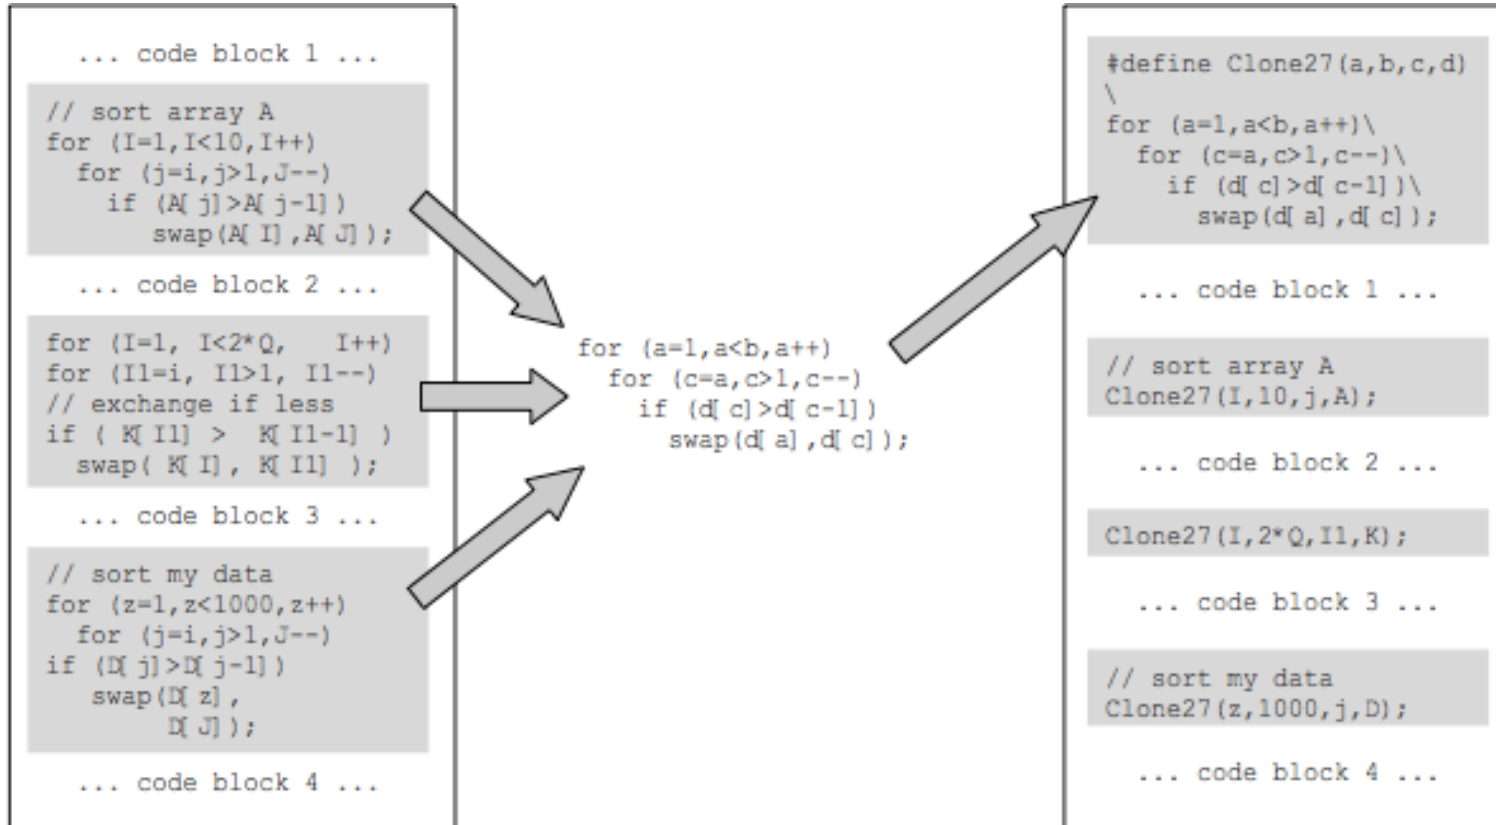 ... code block 1 ...
// sort array A
for (I=1,I<10,I++)
for (j=i,j>1,J--)
if (A[j]>A[j-1])
swap(A[I],A[J]);
... code block 2 ...
for (I=1, I<2*Q,   I++)
for (I1=i, I1>1, I1--)
// exchange if less
if ( K[I1] >  K[I1-1] )
swap( K[I], K[I1] );
... code block 3 ...
// sort my data
for (z=1,z<1000,z++)
for (j=i,j>1,J--)
if (D[j]>D[j-1])
swap(D[z],
D[J]);
... code block 4 ...
for (a=1,a<b,a++)
for (c=a,c>1,c--)
if (d[c]>d[c-1])
swap(d[a],d[c]);
#define Clone27(a,b,c,d)
\
for (a=1,a<b,a++)\
for (c=a,c>1,c--)\
if (d[c]>d[c-1])\
swap(d[a],d[c]);
... code block 1 ...
// sort array A
Clone27(I,10,j,A);
... code block 2 ...
Clone27(I,2*Q,I1,K);
... code block 3 ...
// sort my data
Clone27(z,1000,j,D);
... code block 4 ...